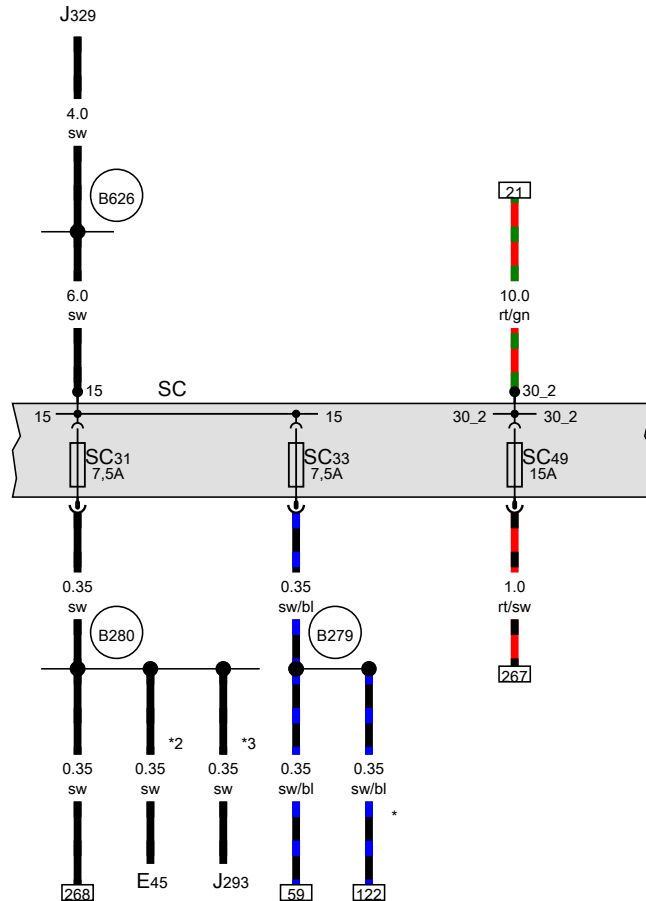 J329
4.0
sw
B626
21
6.0
sw
10.0
rt/gn
15
SC
30_2
15
15
30_2
30_2
SC31
7,5A
SC33
7,5A
SC49
15A
0.35
sw
0.35
sw/bl
1.0
rt/sw
B280
B279
267
*2
*3
0.35
sw
0.35
sw
0.35
sw
0.35
sw/bl
0.35
sw/bl
*
268
E45
J293
59
122